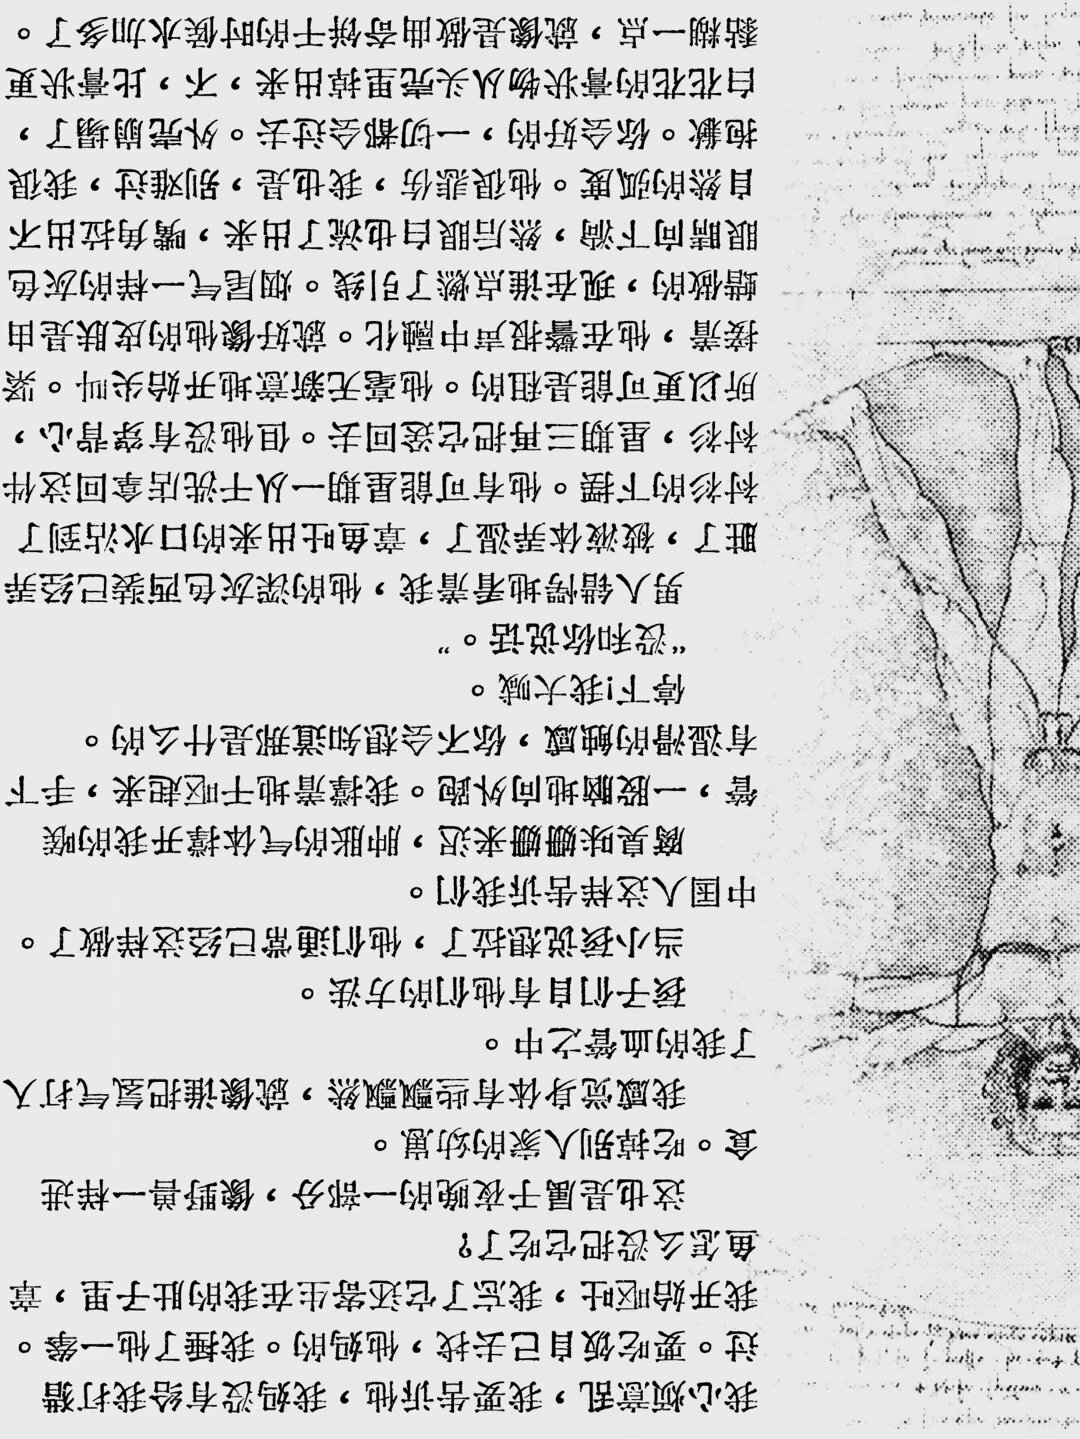 我心烦意乱，我要告诉他，我妈没有给我打猎
过。要吃饭自己去找，他妈的。我捶了他一拳。
我开始呕吐，我忘了它还寄生在我的肚子里，章
鱼怎么没把它吃了？
这也是属于夜晚的一部分，像野兽一样进
食。吃掉别人家的幼崽。
我感觉身体有些飘飘然，就像谁把氢气打入
了我的血管之中。
孩子们自有他们的方法。
当小孩说想拉了，他们通常已经这样做了。
中国人这样告诉我们。
腐臭味姗姗来迟，肿胀的气体撑开我的喉
管，一股脑地向外跑。我撑着地干呕起来，手下
有湿滑的触感，你不会想知道那是什么的。
停下！我大喊。
“没和你说话。”
男人错愕地看着我，他的深灰色西装已经弄
脏了，被液体弄湿了，章鱼吐出来的口水沾到了
衬衫的下摆。他有可能星期一从干洗店拿回这件
衬衫，星期三再把它送回去。但他没有穿背心，
所以更可能是租的。他毫无新意地开始尖叫。紧
接着，他在警报声中融化。就好像他的皮肤是由
蜡做的，现在谁点燃了引线。烟尾气一样的灰色
眼睛向下淌，然后眼白也流了出来，嘴角拉出不
自然的弧度。他很悲伤，我也是，别难过，我很
抱歉。你会好的，一切都会过去。外壳崩塌了，
白花花的膏状物从头壳里掉出来，不，比膏状更
黏糊一点，就像是做曲奇饼干的时候水加多了。